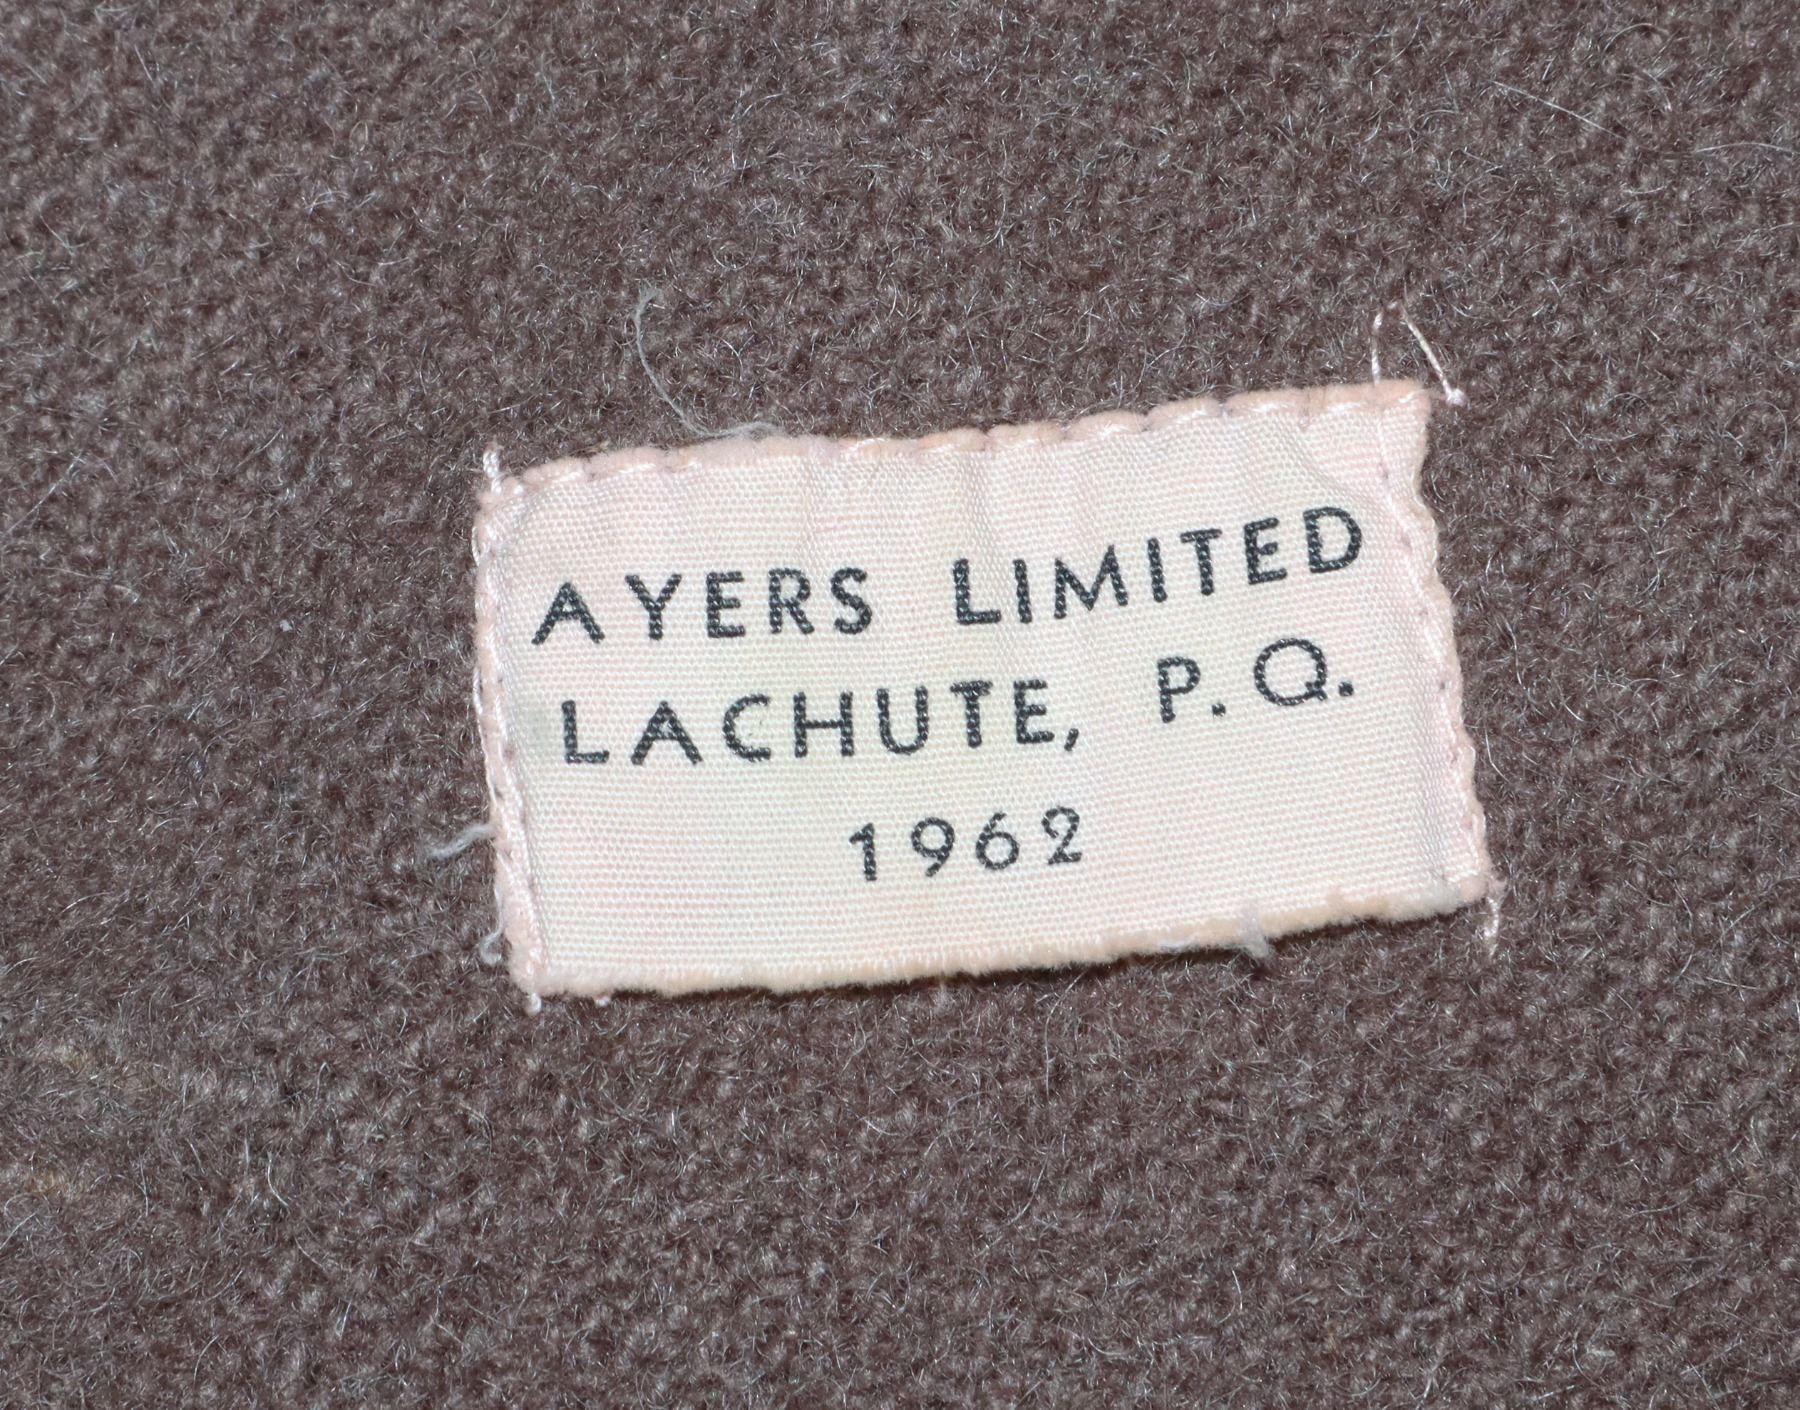 AYERS LIMITED
LACHUTE, P.Q.
1962